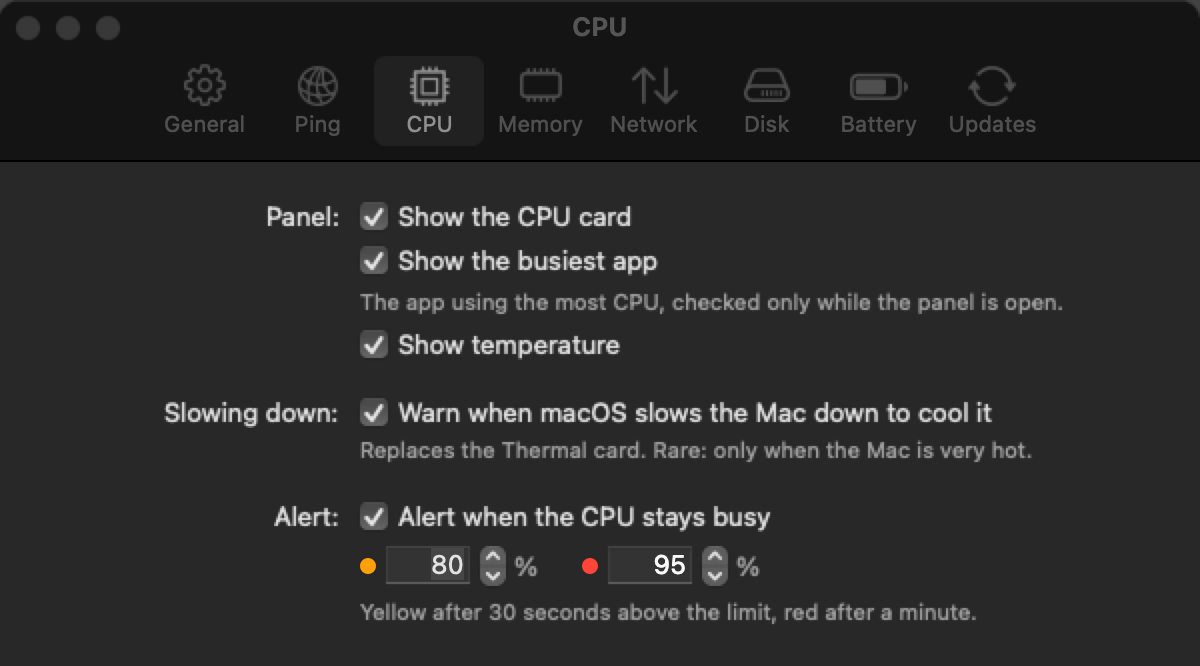 CPU
General Ping CPU Memory Network Disk Battery Updates
Panel: Show the CPU card
Show the busiest app
The app using the most CPU, checked only while the panel is open.
Show temperature
Slowing down: Warn when macOS slows the Mac down to cool it
Replaces the Thermal card. Rare: only when the Mac is very hot.
Alert: Alert when the CPU stays busy
80 % 95 %
Yellow after 30 seconds above the limit, red after a minute.